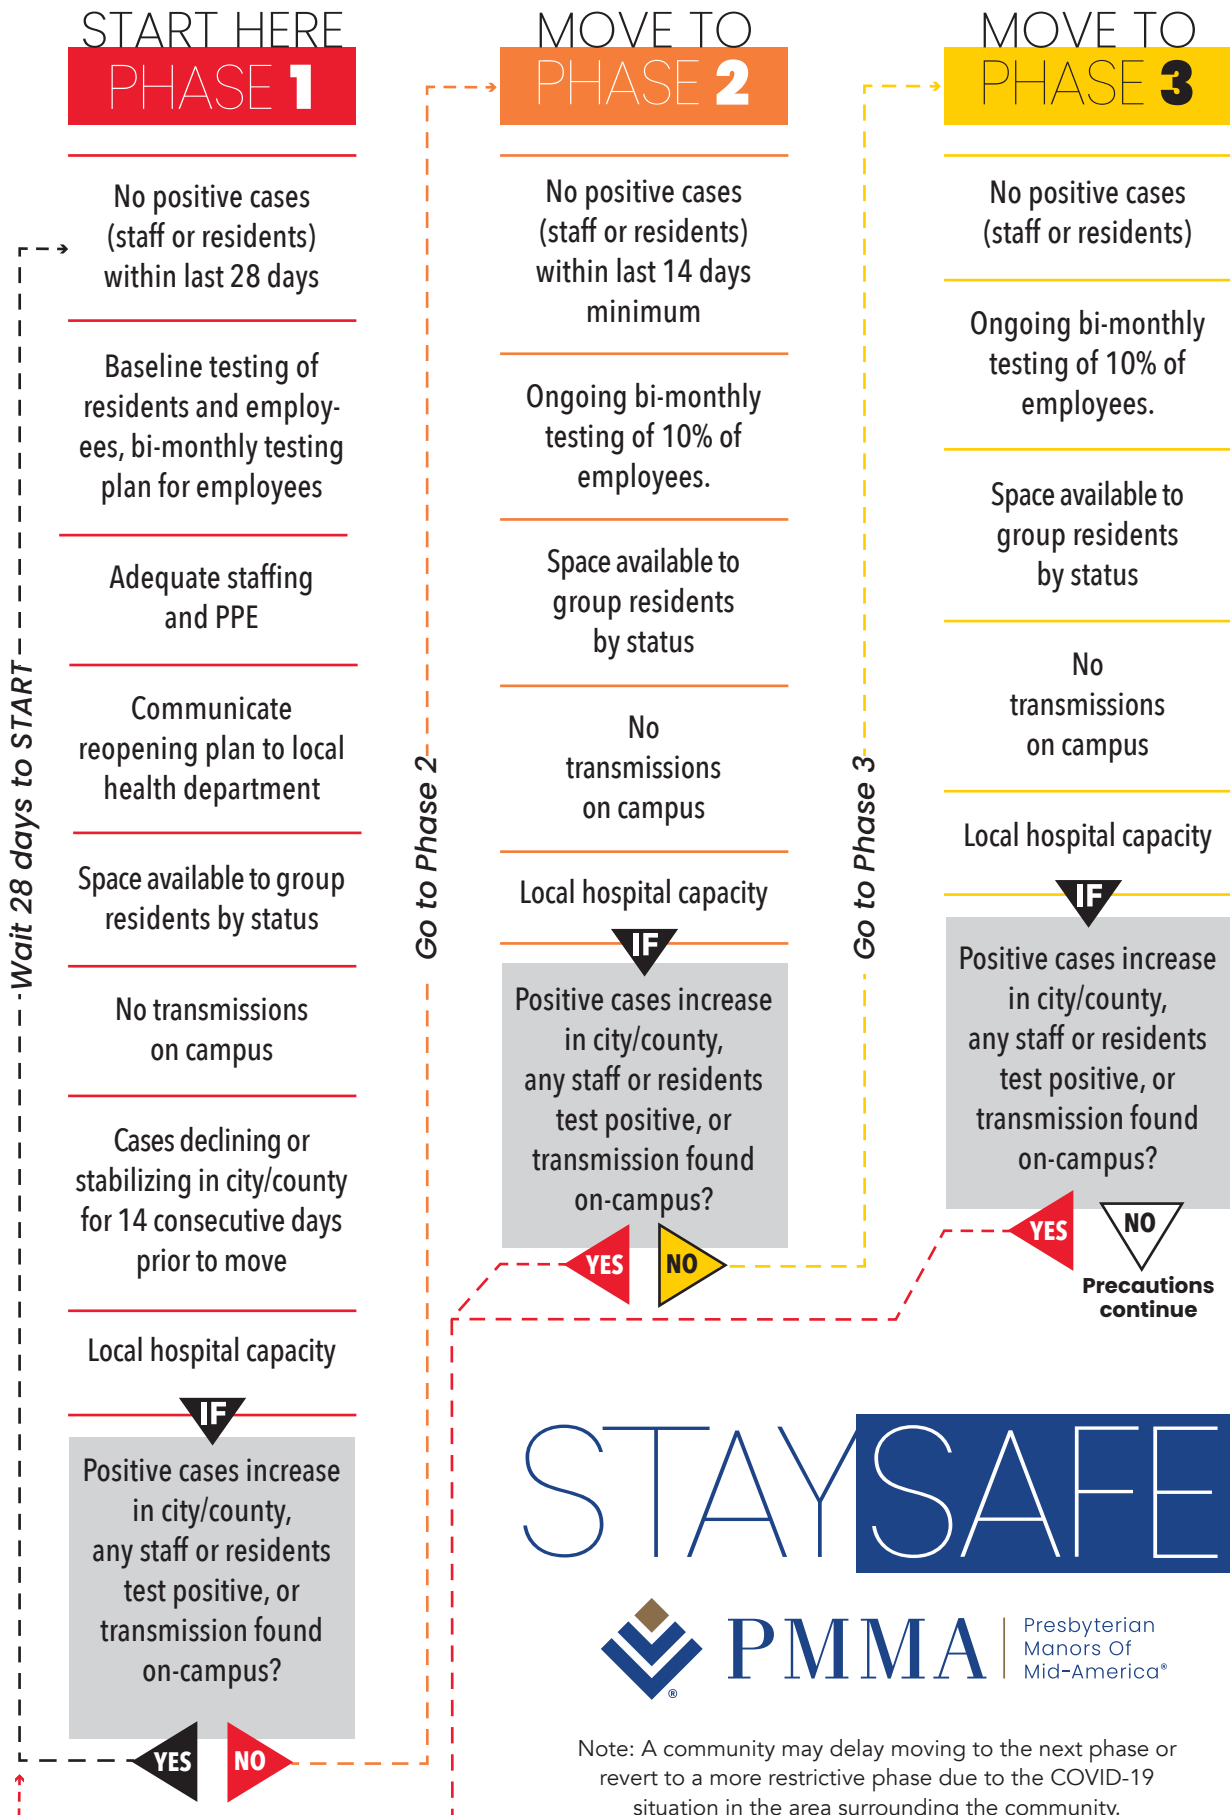 START HERE
PHASE 1
No positive cases
(staff or residents)
within last 28 days
Baseline testing of
residents and employ-
ees, bi-monthly testing
plan for employees
Adequate staffing
and PPE
Communicate
reopening plan to local
health department
Space available to group
residents by status
No transmissions
on campus
Cases declining or
stabilizing in city/county
for 14 consecutive days
prior to move
Local hospital capacity
IF
Positive cases increase
in city/county,
any staff or residents
test positive, or
transmission found
on-campus?
YES
NO
Wait 28 days to START
Go to Phase 2
MOVE TO
PHASE 2
No positive cases
(staff or residents)
within last 14 days
minimum
Ongoing bi-monthly
testing of 10% of
employees.
Space available to
group residents
by status
No
transmissions
on campus
Local hospital capacity
IF
Positive cases increase
in city/county,
any staff or residents
test positive, or
transmission found
on-campus?
YES
NO
Go to Phase 3
MOVE TO
PHASE 3
No positive cases
(staff or residents)
Ongoing bi-monthly
testing of 10% of
employees.
Space available to
group residents
by status
No
transmissions
on campus
Local hospital capacity
IF
Positive cases increase
in city/county,
any staff or residents
test positive, or
transmission found
on-campus?
YES
NO
Precautions
continue
STAYSAFE
®
PMMA
Presbyterian
Manors Of
Mid-America®
Note: A community may delay moving to the next phase or
revert to a more restrictive phase due to the COVID-19
situation in the area surrounding the community.